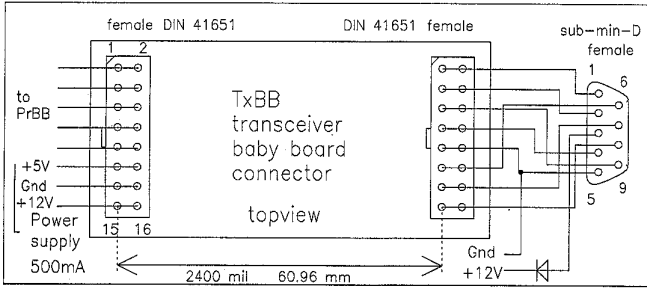 female DIN 41651
DIN 41651 female
sub-min-D
female
1 2
1
6
to
PrBB
TxBB
transceiver
baby board
connector
topview
+5V
Gnd
+12V
Power
supply
500mA
15 16
5
9
Gnd
+12V
2400 mil 60.96 mm